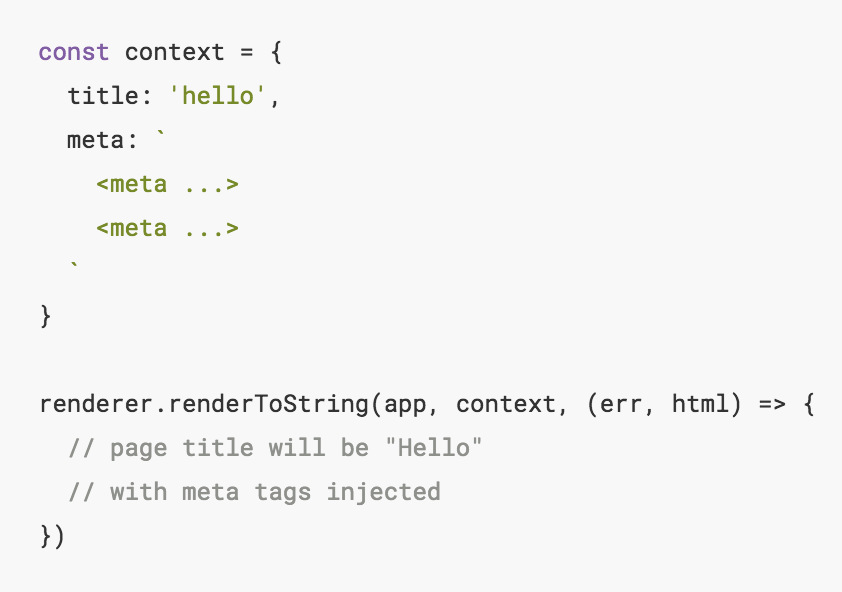 const context = {
  title: 'hello',
  meta: `
    <meta ...>
    <meta ...>
  `
}

renderer.renderToString(app, context, (err, html) => {
  // page title will be "Hello"
  // with meta tags injected
})